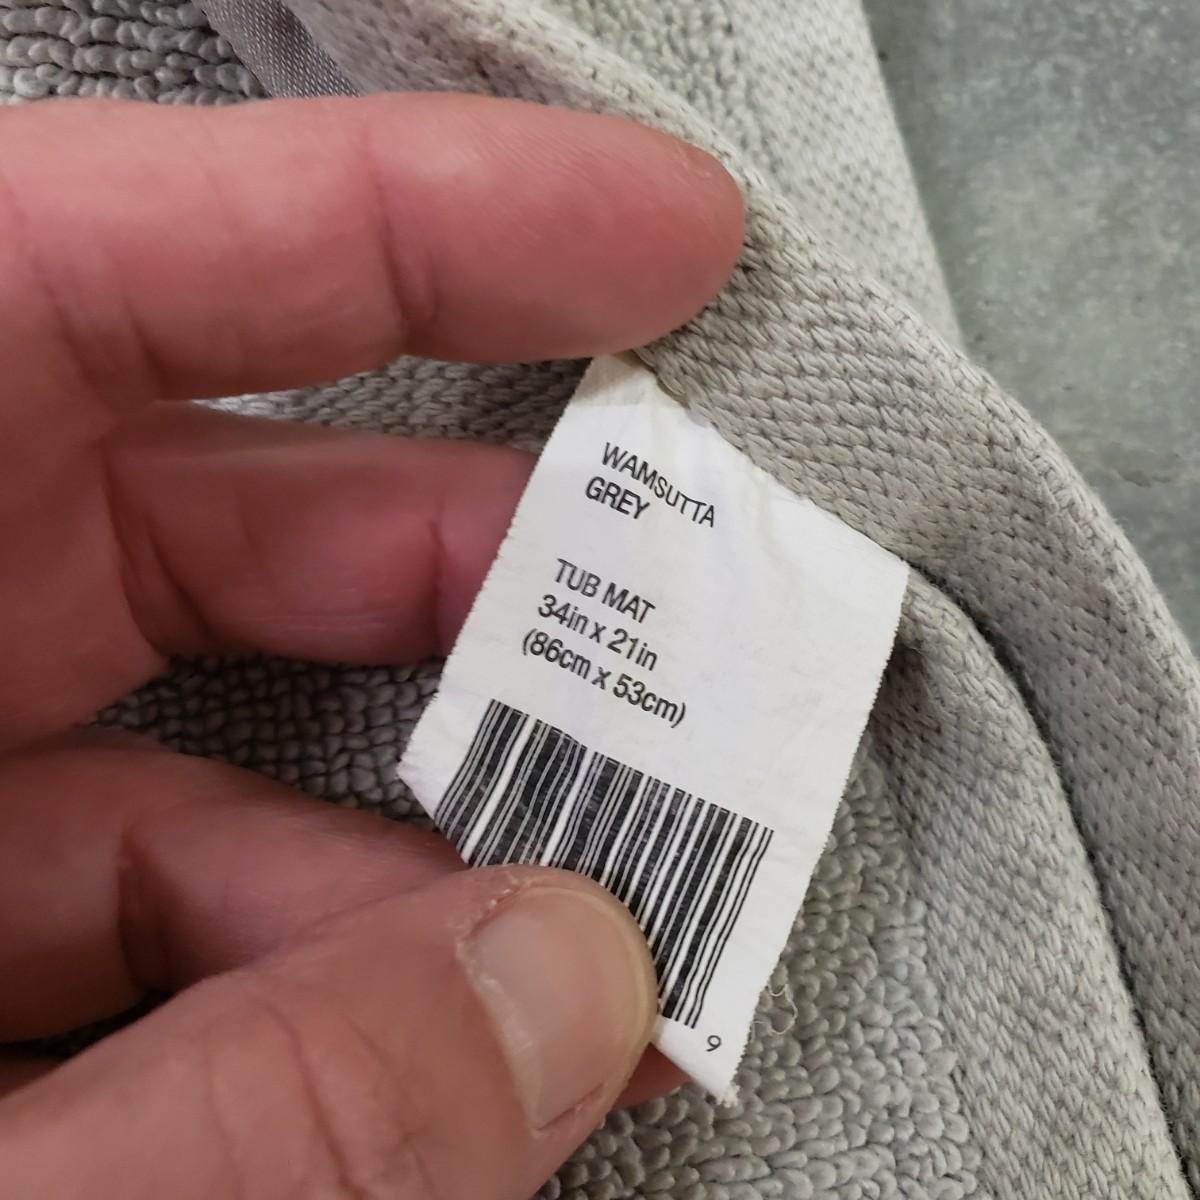 WAMSUTTA
GREY
TUB MAT
34in x 21in
(86cm x 53cm)
9